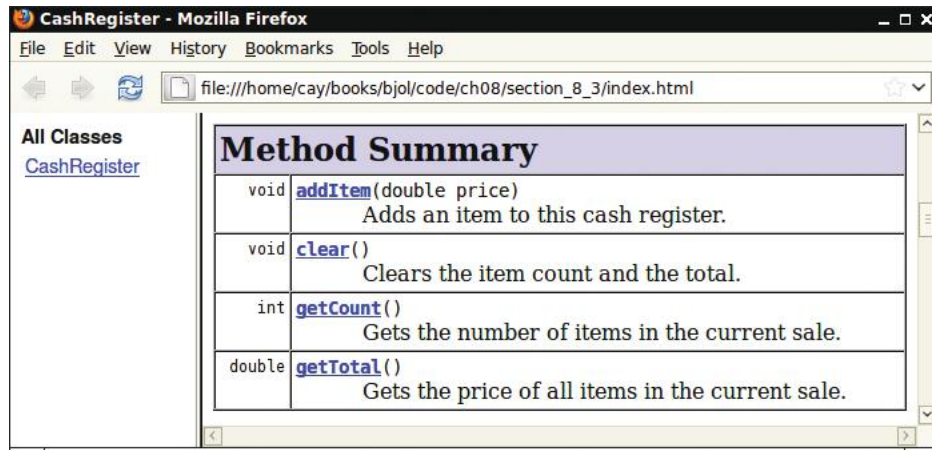 CashRegister - Mozilla Firefox
File Edit View History Bookmarks Tools Help
file:///home/cay/books/bjol/code/ch08/section_8_3/index.html
All Classes
CashRegister
Method Summary
void addItem(double price)
Adds an item to this cash register.
void clear()
Clears the item count and the total.
int getCount()
Gets the number of items in the current sale.
double getTotal()
Gets the price of all items in the current sale.